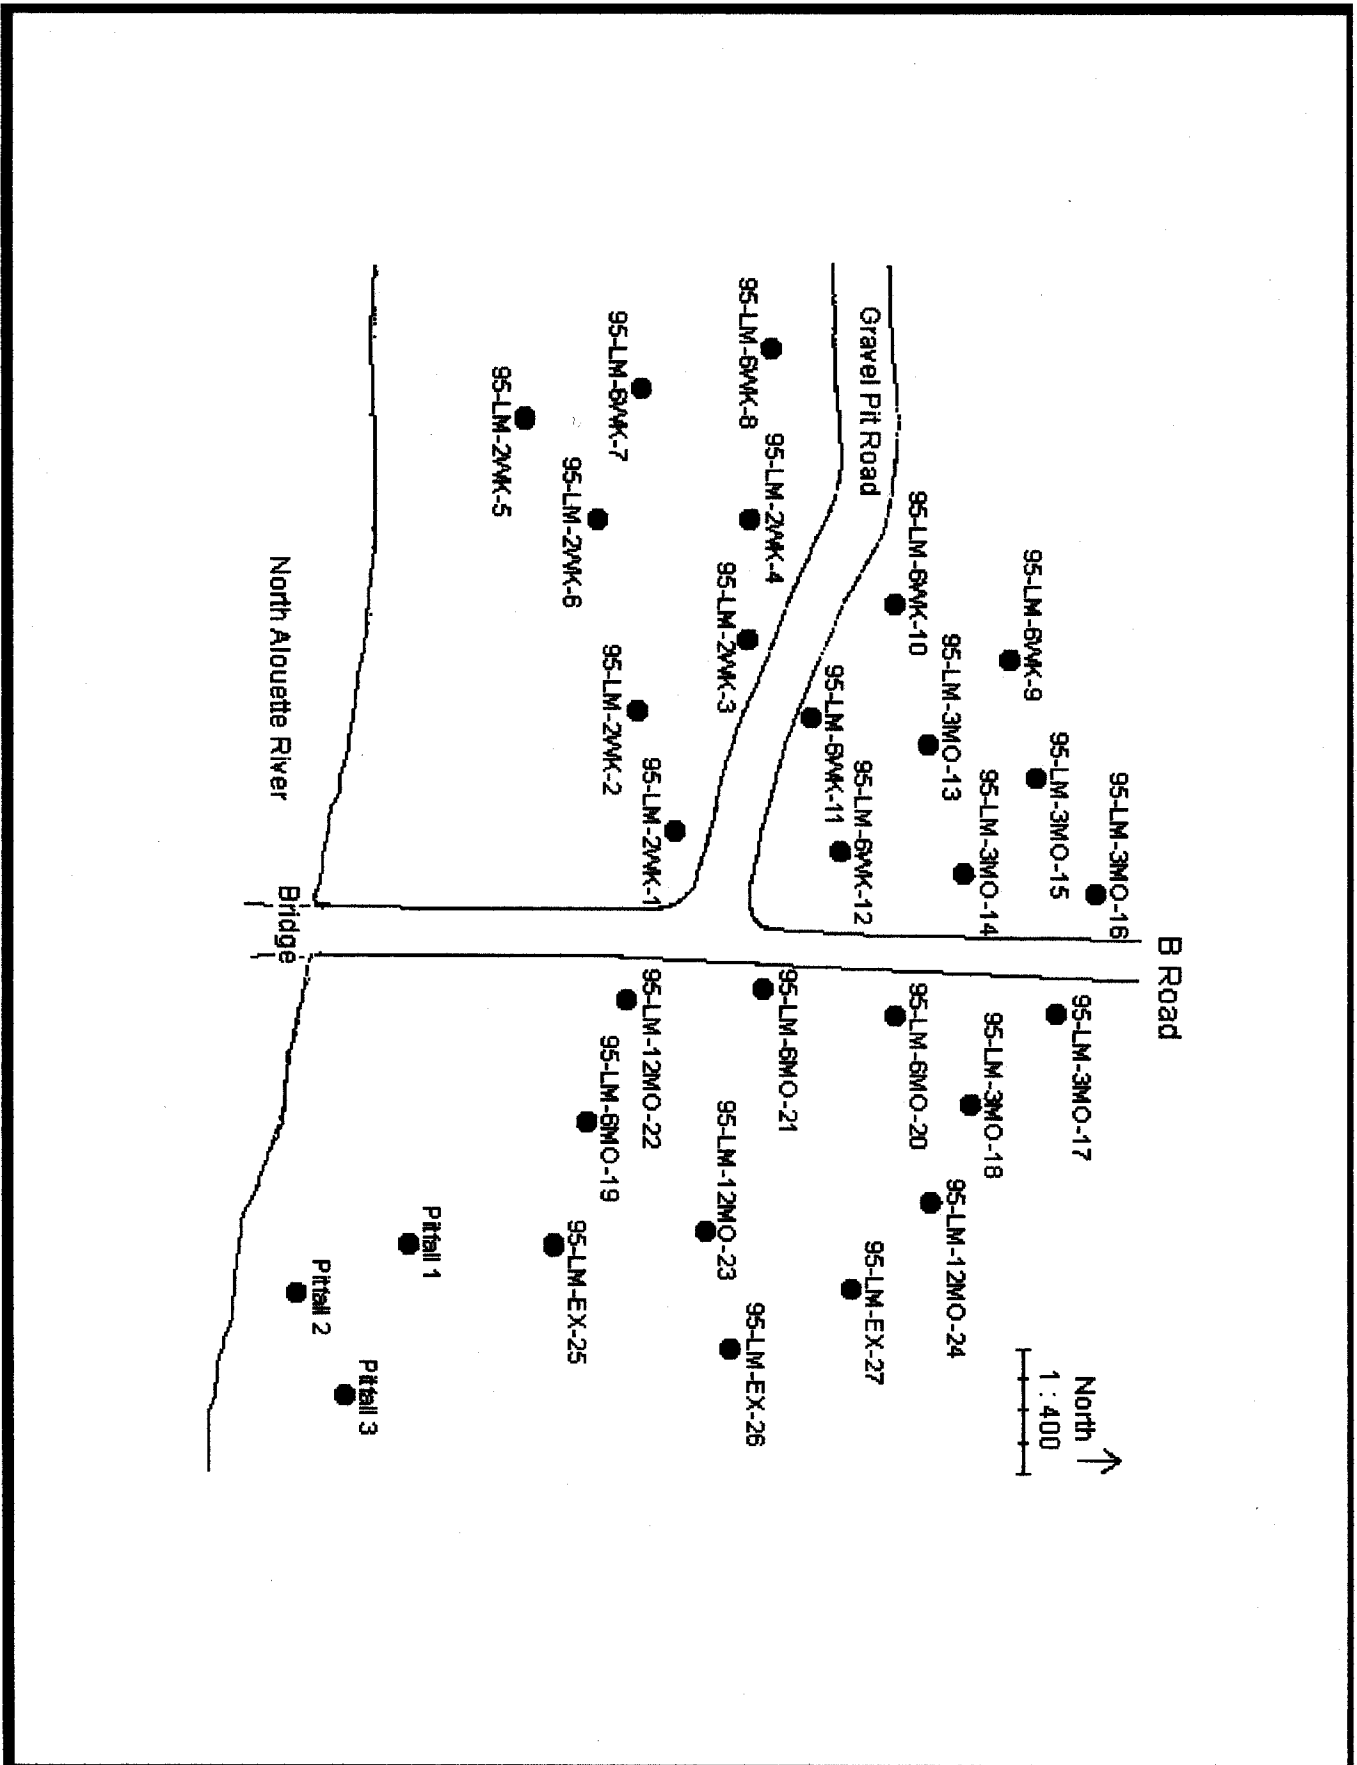 B Road
95-LM-3MO-16
North
95-LM-3MO-17
95-LM-3MO-15
1 : 400
95-LM-6WK-9
95-LM-3MO-14
95-LM-3MO-18
95-LM-3MO-13
95-LM-12MO-24
95-LM-6WK-10
95-LM-6MO-20
Gravel Pit Road
95-LM-EX-27
95-LM-6WK-12
95-LM-6WK-11
95-LM-6MO-21
95-LM-2WK-4
95-LM-6WK-8
95-LM-EX-26
95-LM-2WK-3
95-LM-12MO-23
95-LM-2WK-1
95-LM-12MO-22
95-LM-6WK-7
95-LM-2WK-2
95-LM-6MO-19
95-LM-2WK-6
95-LM-EX-25
95-LM-2WK-5
Pitfall 1
Pitfall 3
Pitfall 2
Bridge
North Alouette River